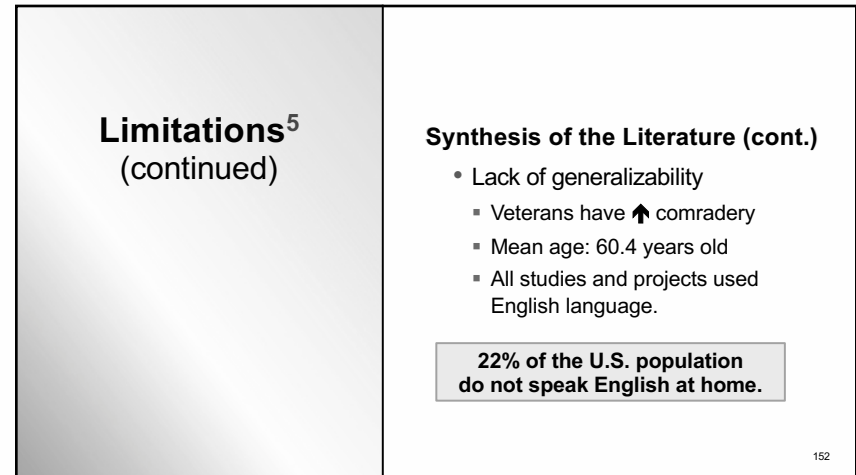 Limitations5
(continued)
Synthesis of the Literature (cont.)
• Lack of generalizability
▪ Veterans have ↑ comradery
▪ Mean age: 60.4 years old
▪ All studies and projects used
English language.
22% of the U.S. population
do not speak English at home.
152